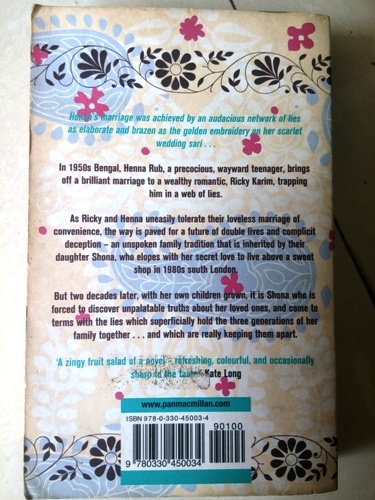 Henna's marriage was achieved by an audacious network of lies
as elaborate and brazen as the golden embroidery on her scarlet
wedding sari . . .
In 1950s Bengal, Henna Rub, a precocious, wayward teenager, brings
off a brilliant marriage to a wealthy romantic, Ricky Karim, trapping
him in a web of lies.
As Ricky and Henna uneasily tolerate their loveless marriage of
convenience, the way is paved for a future of double lives and complicit
deception – an unspoken family tradition that is inherited by their
daughter Shona, who elopes with her secret love to live above a sweet
shop in 1980s south London.
But two decades later, with her own children grown, it is Shona who is
forced to discover unpalatable truths about her loved ones, and come to
terms with the lies which superficially hold the three generations of her
family together . . . and which are really keeping them apart.
'A zingy fruit salad of a novel – refreshing, colourful, and occasionally
sharp to the taste' Kate Long
www.panmacmillan.com
ISBN 978-0-330-45003-4
90100
9 780330 450034